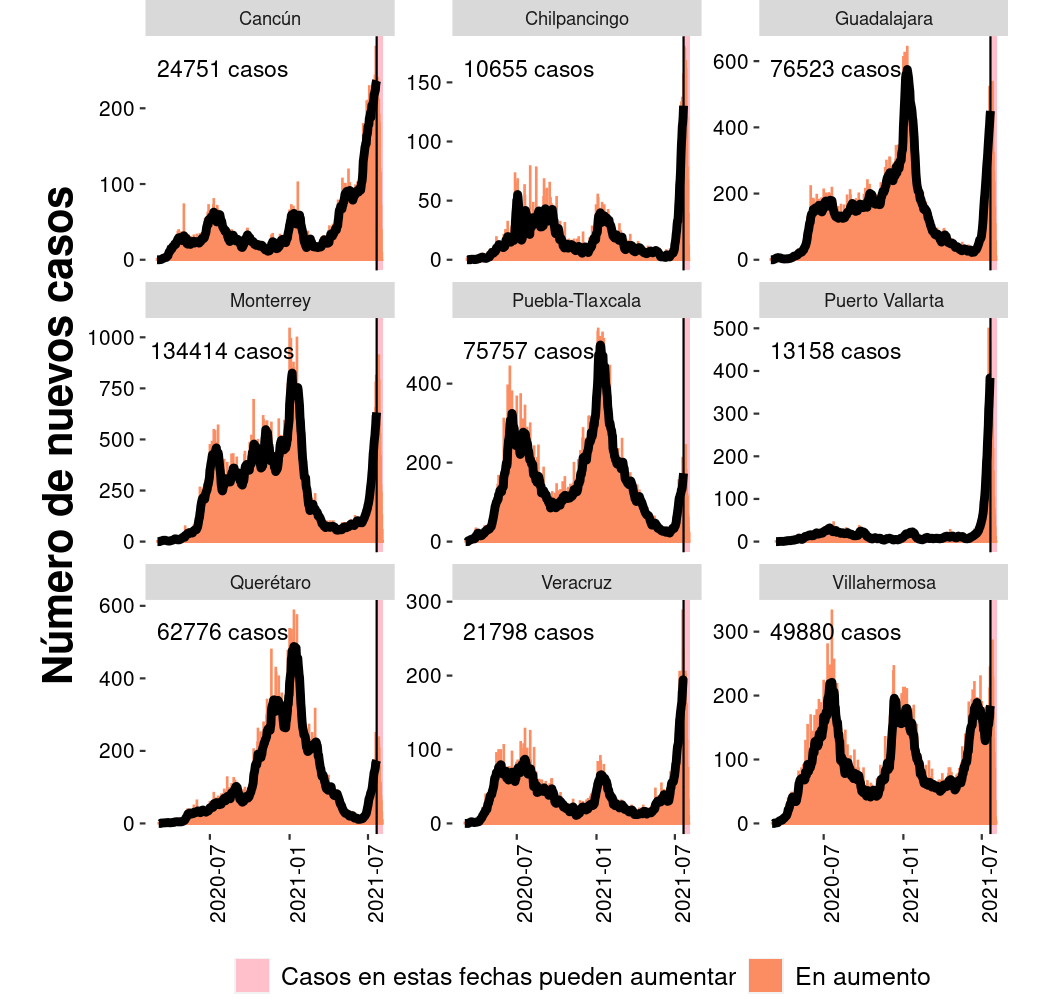 Número de nuevos casos
Cancún
24751 casos
200
100
0
Chilpancingo
10655 casos
150
100
50
0
Guadalajara
76523 casos
600
400
200
0
Monterrey
134414 casos
1000
750
500
250
0
Puebla-Tlaxcala
75757 casos
400
200
0
Puerto Vallarta
13158 casos
500
400
300
200
100
0
Querétaro
62776 casos
600
400
200
0
Veracruz
21798 casos
300
200
100
0
Villahermosa
49880 casos
300
200
100
0
2020-07
2021-01
2021-07
2020-07
2021-01
2021-07
2020-07
2021-01
2021-07
Casos en estas fechas pueden aumentar
En aumento